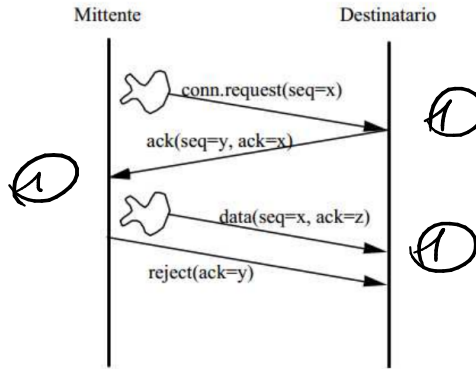 Mittente Destinatario
conn.request(seq=x)
1
ack(seq=y, ack=x)
1
data(seq=x, ack=z)
1
reject(ack=y)